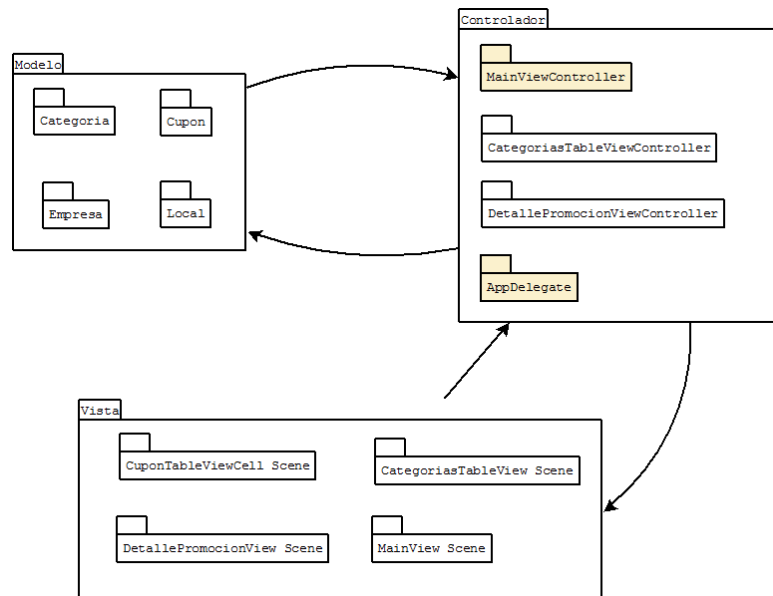 Modelo
Categoria
Cupon
Empresa
Local
Controlador
MainViewController
CategoriasTableViewController
DetallePromocionViewController
AppDelegate
Vista
CuponTableViewCell Scene
CategoriasTableView Scene
DetallePromocionView Scene
MainView Scene